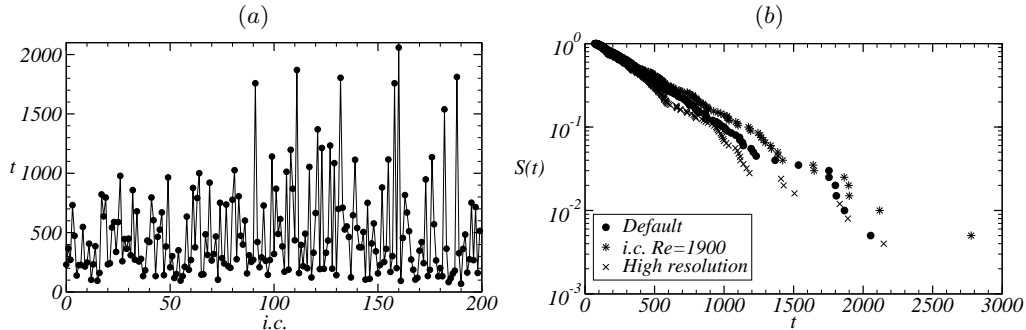 (a)
2000
1500
t
1000
500
0
0 50 100 150 200
i.c.
(b)
10^0
10^-1
S(t)
10^-2
10^-3
Default
i.c. Re=1900
High resolution
0 500 1000 1500 2000 2500 3000
t